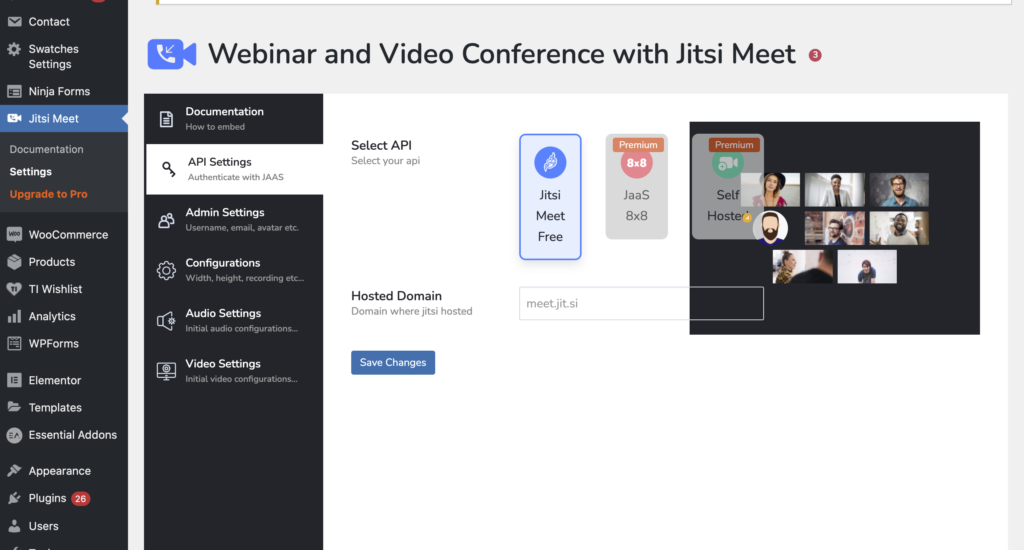 Contact
Swatches
Settings
Ninja Forms
Jitsi Meet
Documentation
Settings
Upgrade to Pro
WooCommerce
Products
TI Wishlist
Analytics
WPForms
Elementor
Templates
Essential Addons
Appearance
Plugins 26
Users
Webinar and Video Conference with Jitsi Meet 3
Documentation
How to embed
API Settings
Authenticate with JAAS
Admin Settings
Username, email, avatar etc.
Configurations
Width, height, recording etc...
Audio Settings
Initial audio configurations...
Video Settings
Initial video configurations...
Select API
Select your api
Jitsi
Meet
Free
Premium
8x8
JaaS
8x8
Premium
Self
Hosted
Hosted Domain
Domain where jitsi hosted
meet.jit.si
Save Changes